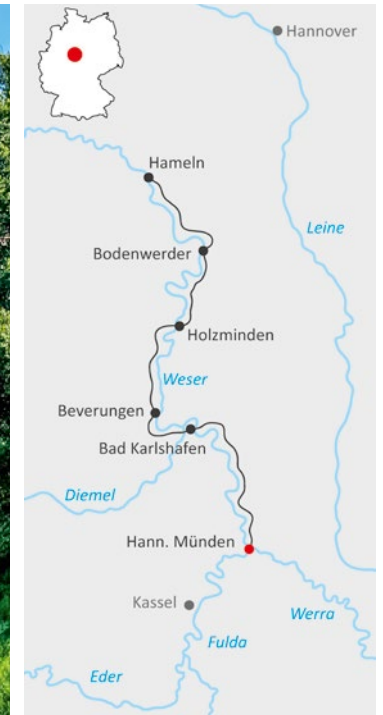 Hannover
Hameln
Leine
Bodenwerder
Holzminden
Weser
Beverungen
Bad Karlshafen
Diemel
Hann. Münden
Kassel
Werra
Fulda
Eder